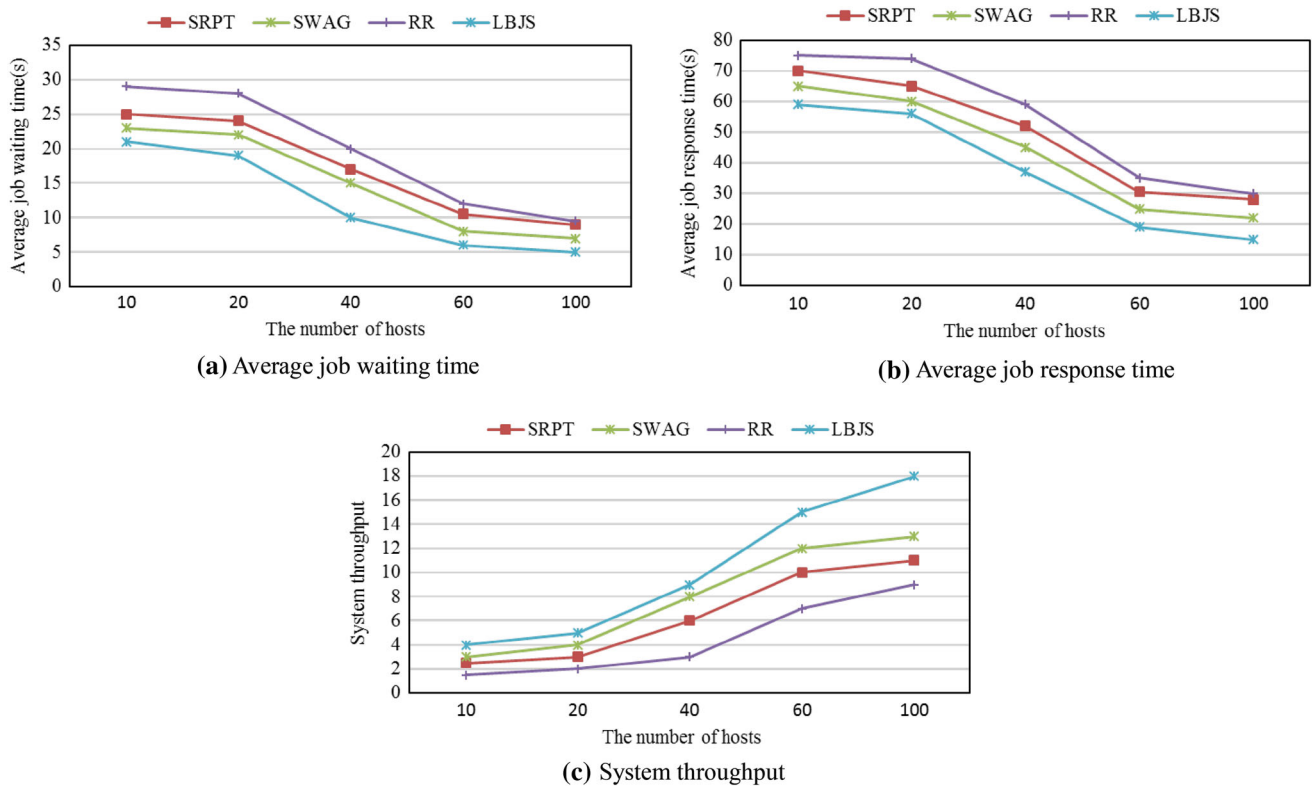 SRPT SWAG RR LBJS
Average job waiting time(s)
35
30
25
20
15
10
5
0
10 20 40 60 100
The number of hosts
(a) Average job waiting time
SRPT SWAG RR LBJS
Average job response time(s)
80
70
60
50
40
30
20
10
0
10 20 40 60 100
The number of hosts
(b) Average job response time
SRPT SWAG RR LBJS
System throughput
20
18
16
14
12
10
8
6
4
2
0
10 20 40 60 100
The number of hosts
(c) System throughput